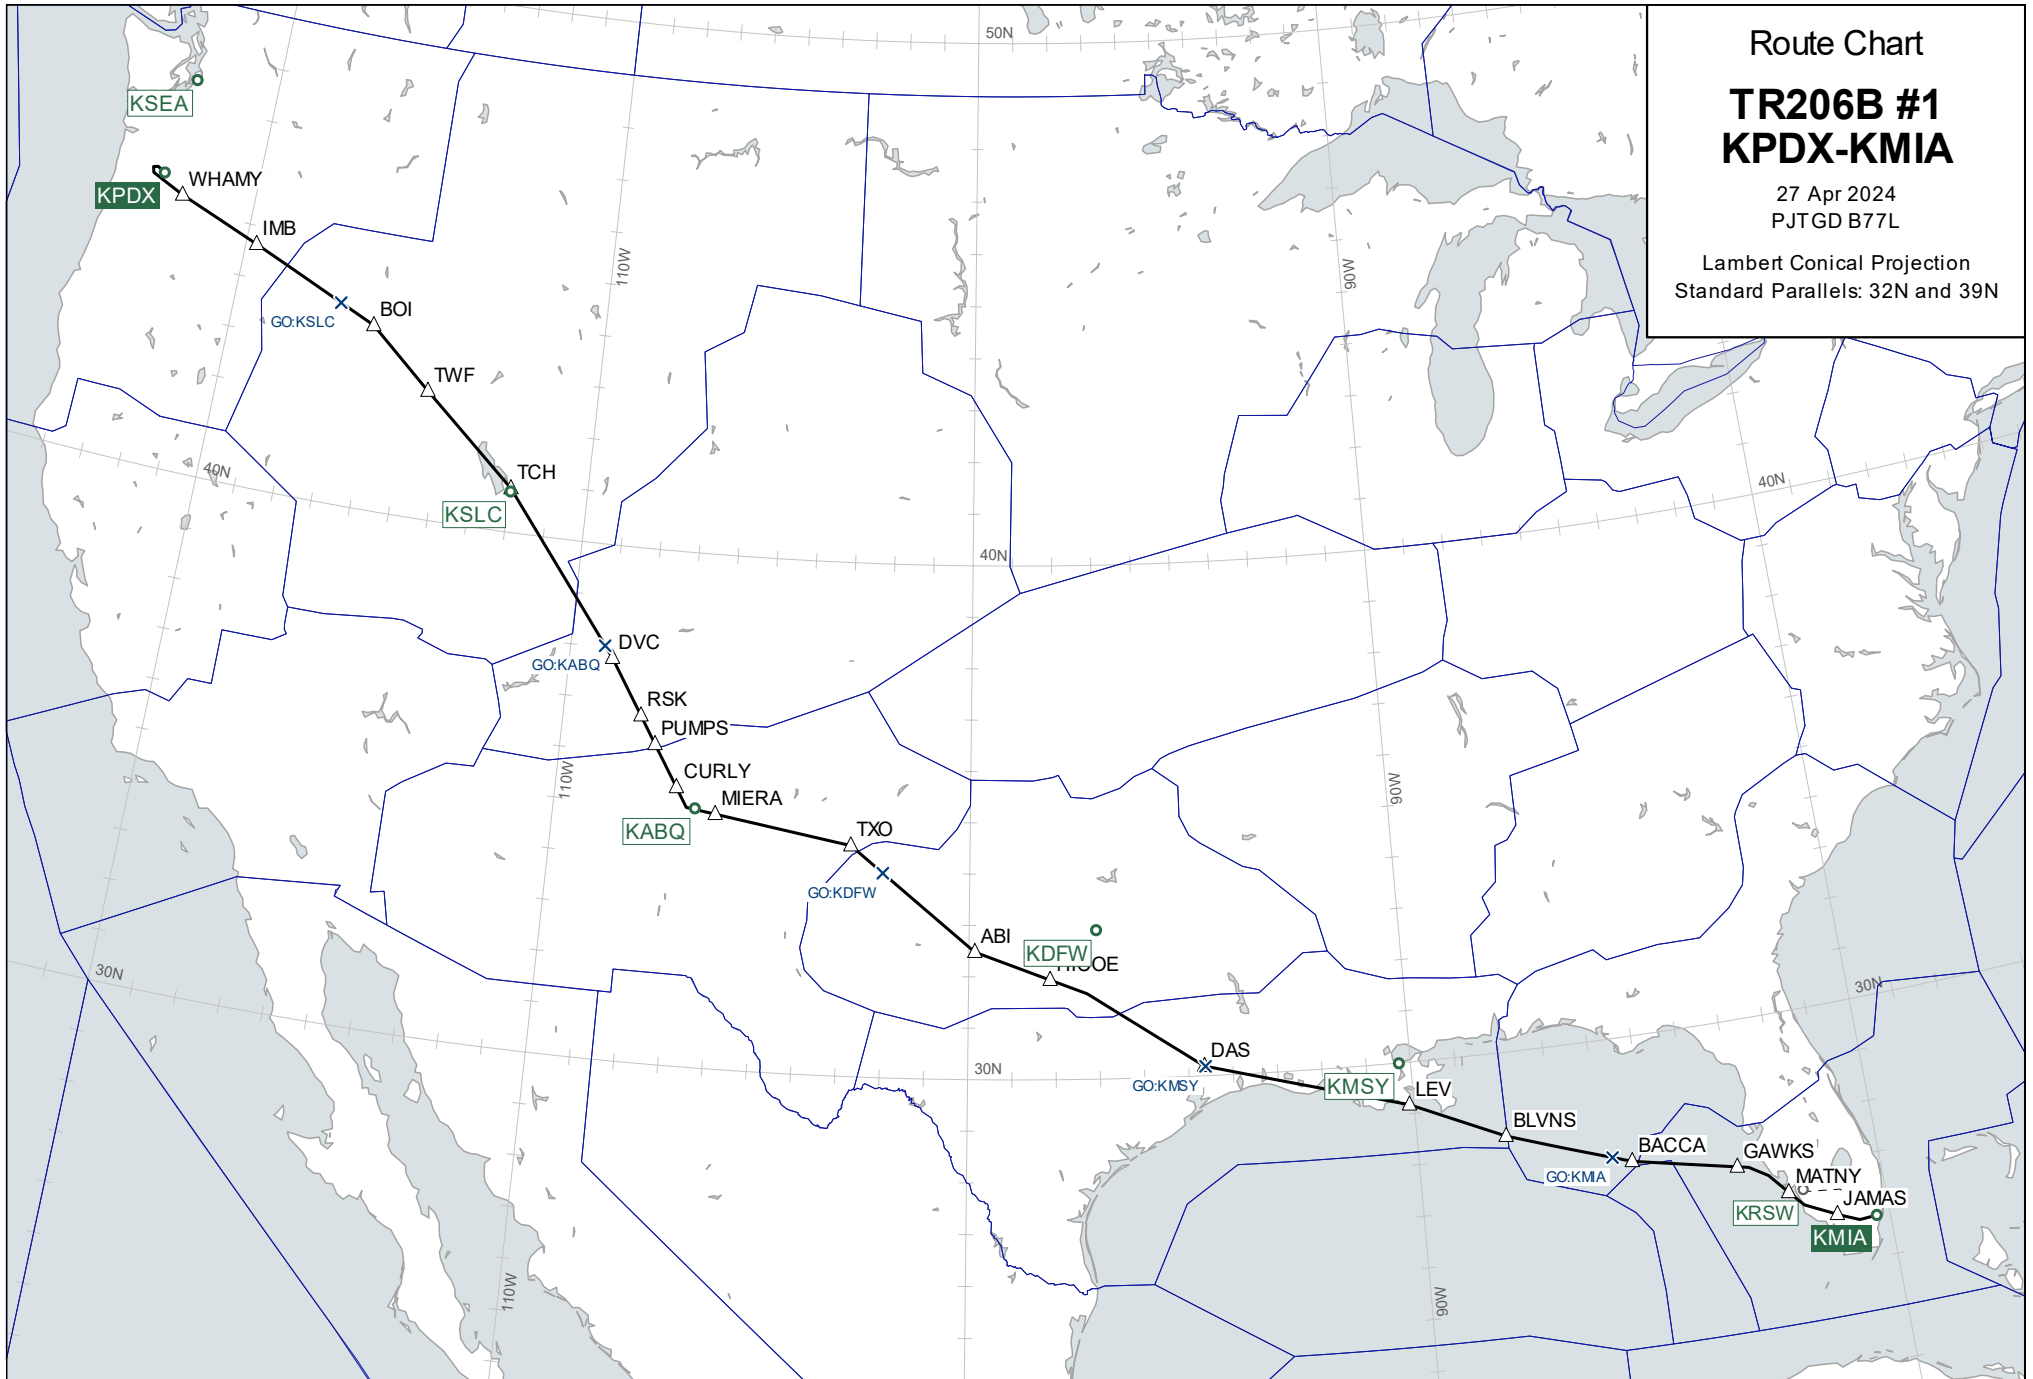 Route Chart
TR206B #1
KPDX-KMIA
27 Apr 2024
PJTGD B77L
Lambert Conical Projection
Standard Parallels: 32N and 39N
50N
KSEA
WHAMY
KPDX
IMB
110W
90W
BOI
GO:KSLC
TWF
40N
TCH
40N
KSLC
40N
DVC
GO:KABQ
RSK
PUMPS
CURLY
110W
90W
MIERA
KABQ
TXO
GO:KDFW
ABI
KDFW
30N
30N
DAS
30N
GO:KMSY
KMSY
LEV
BLVNS
BACCA
GAWKS
GO:KMIA
MATNY
JAMAS
KRSW
KMIA
110W
90W